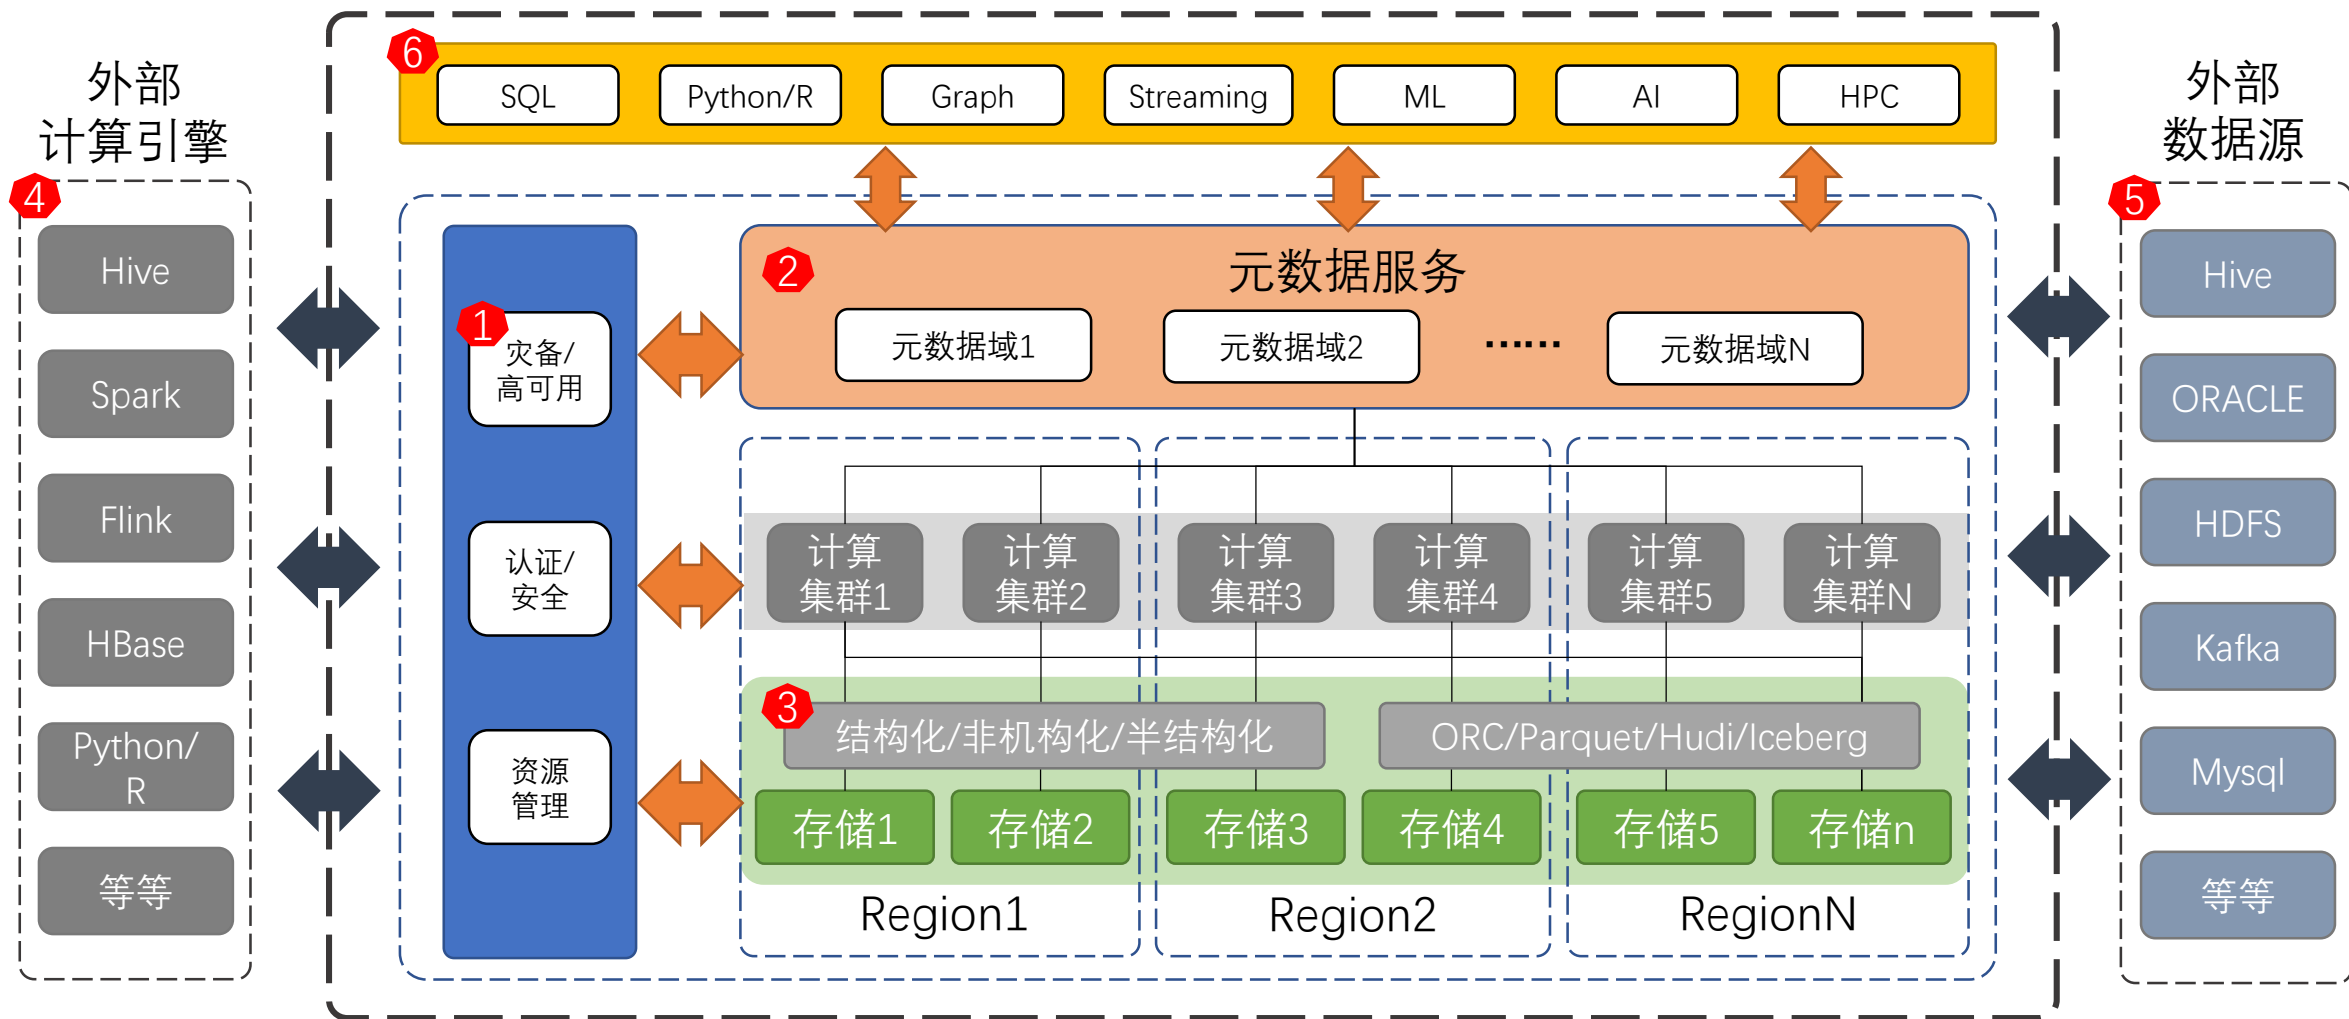 外部
计算引擎
4
Hive
Spark
Flink
HBase
Python/
R
等等
6
SQL
Python/R
Graph
Streaming
ML
AI
HPC
1
灾备/
高可用
认证/
安全
资源
管理
2
元数据服务
元数据域1
元数据域2
······
元数据域N
计算
集群1
计算
集群2
计算
集群3
计算
集群4
计算
集群5
计算
集群N
3
结构化/非机构化/半结构化
ORC/Parquet/Hudi/Iceberg
存储1
存储2
存储3
存储4
存储5
存储n
Region1
Region2
RegionN
外部
数据源
5
Hive
ORACLE
HDFS
Kafka
Mysql
等等